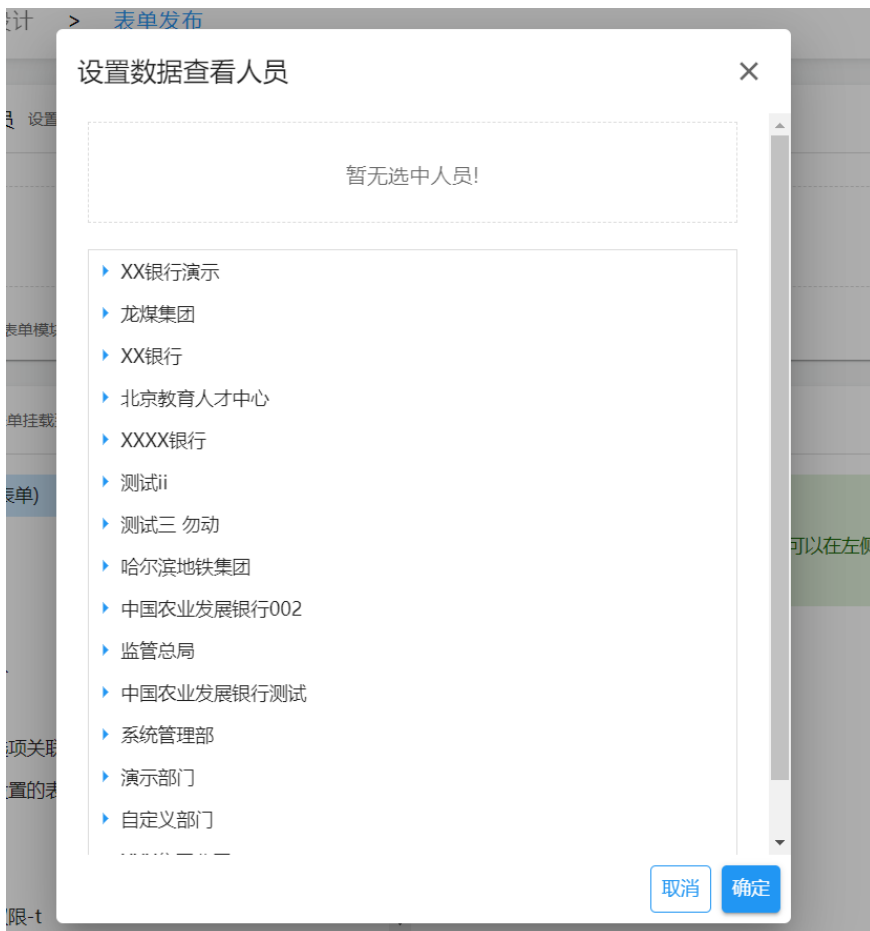 设计 > 表单发布
设置数据查看人员
员 设置
暂无选中人员!
XX银行演示
龙煤集团
表单模块
XX银行
北京教育人才中心
单挂载
XXXX银行
测试ii
表单)
测试三 勿动
可以在左侧
哈尔滨地铁集团
中国农业发展银行002
监管总局
中国农业发展银行测试
系统管理部
选项关联
演示部门
置的表
自定义部门
取消 确定
权限-t